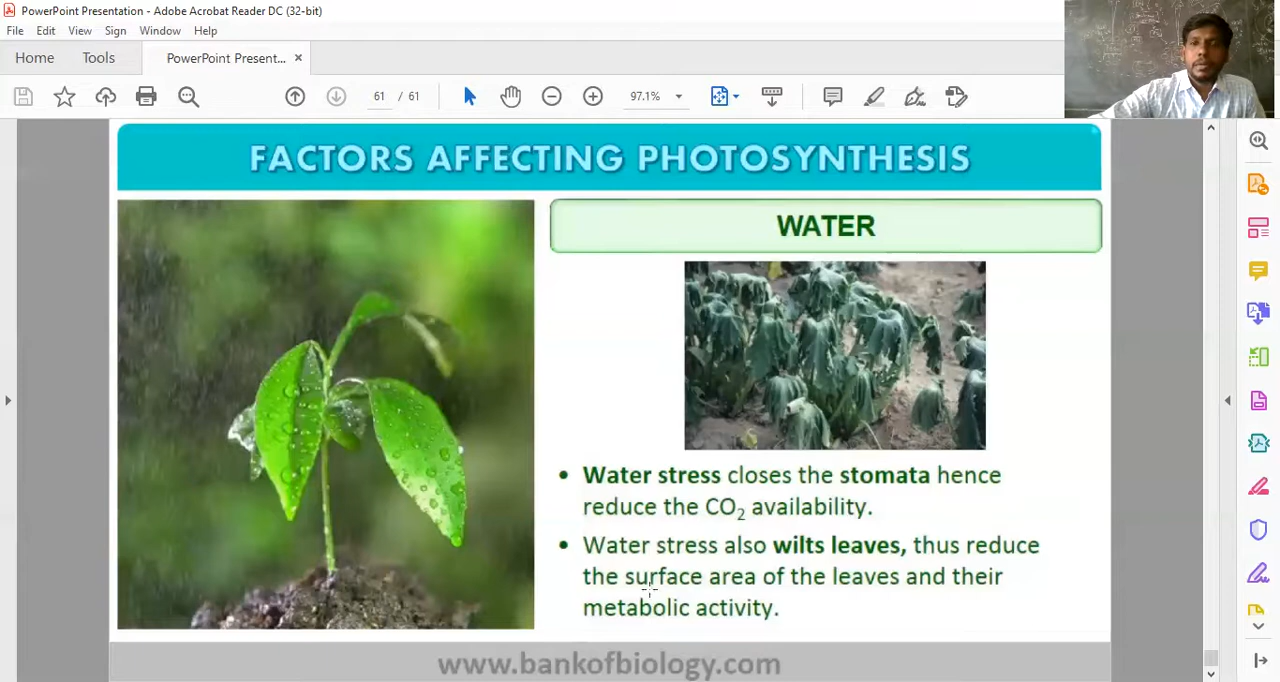 PowerPoint Presentation - Adobe Acrobat Reader DC (32-bit)
File Edit View Sign Window Help
Home Tools PowerPoint Present... ×
61 / 61 97.1%
FACTORS AFFECTING PHOTOSYNTHESIS
WATER
• Water stress closes the stomata hence
reduce the CO₂ availability.
• Water stress also wilts leaves, thus reduce
the surface area of the leaves and their
metabolic activity.
www.bankofbiology.com